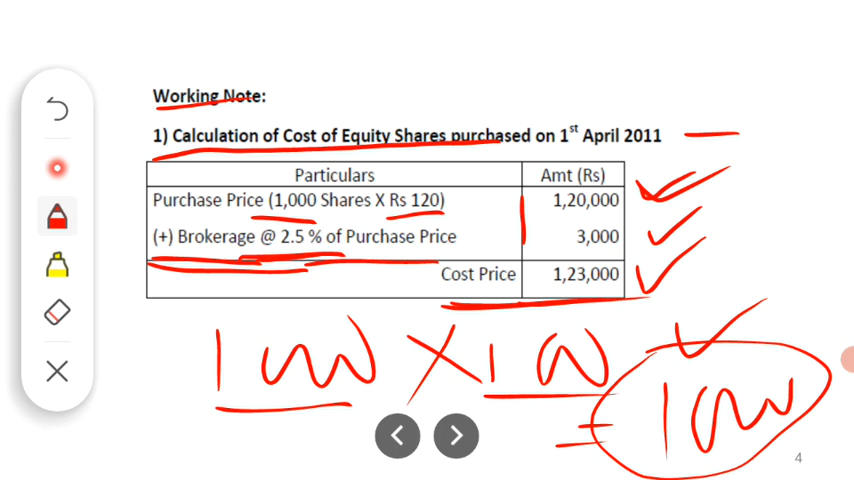 Working Note:
1) Calculation of Cost of Equity Shares purchased on 1st April 2011
Particulars Amt (Rs)
Purchase Price (1,000 Shares X Rs 120) 1,20,000
(+) Brokerage @ 2.5 % of Purchase Price 3,000
Cost Price 1,23,000
4